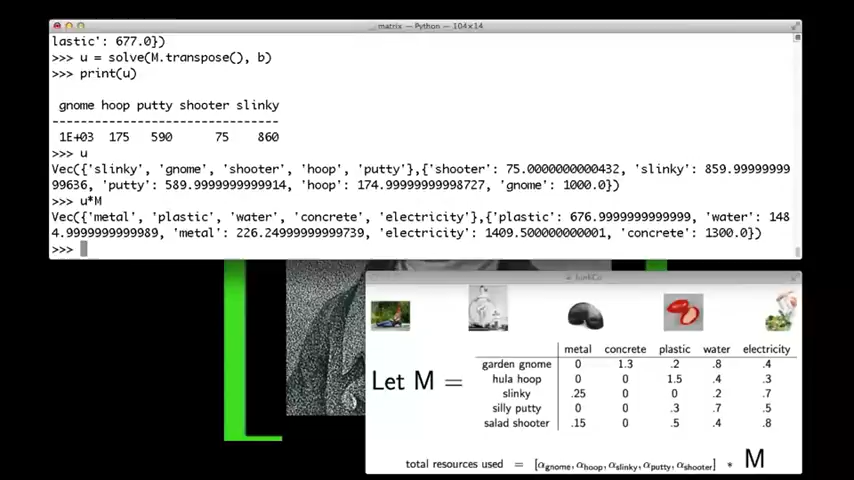 matrix — Python — 104×14
lastic': 677.0})
>>> u = solve(M.transpose(), b)
>>> print(u)
gnome hoop putty shooter slinky
---------------------------------
1E+03 175 590 75 860
>>> u
Vec({'slinky', 'gnome', 'shooter', 'hoop', 'putty'},{'shooter': 75.0000000000432, 'slinky': 859.99999999
99636, 'putty': 589.9999999999914, 'hoop': 174.99999999998727, 'gnome': 1000.0})
>>> u*M
Vec({'metal', 'plastic', 'water', 'concrete', 'electricity'},{'plastic': 676.9999999999999, 'water': 148
4.9999999999989, 'metal': 226.24999999999739, 'electricity': 1409.500000000001, 'concrete': 1300.0})
>>>
JunkCo
metal concrete plastic water electricity
garden gnome 0 1.3 .2 .8 .4
hula hoop 0 0 1.5 .4 .3
Let M = slinky .25 0 0 .2 .7
silly putty 0 0 .3 .7 .5
salad shooter .15 0 .5 .4 .8
total resources used = [αgnome, αhoop, αslinky, αputty, αshooter] * M